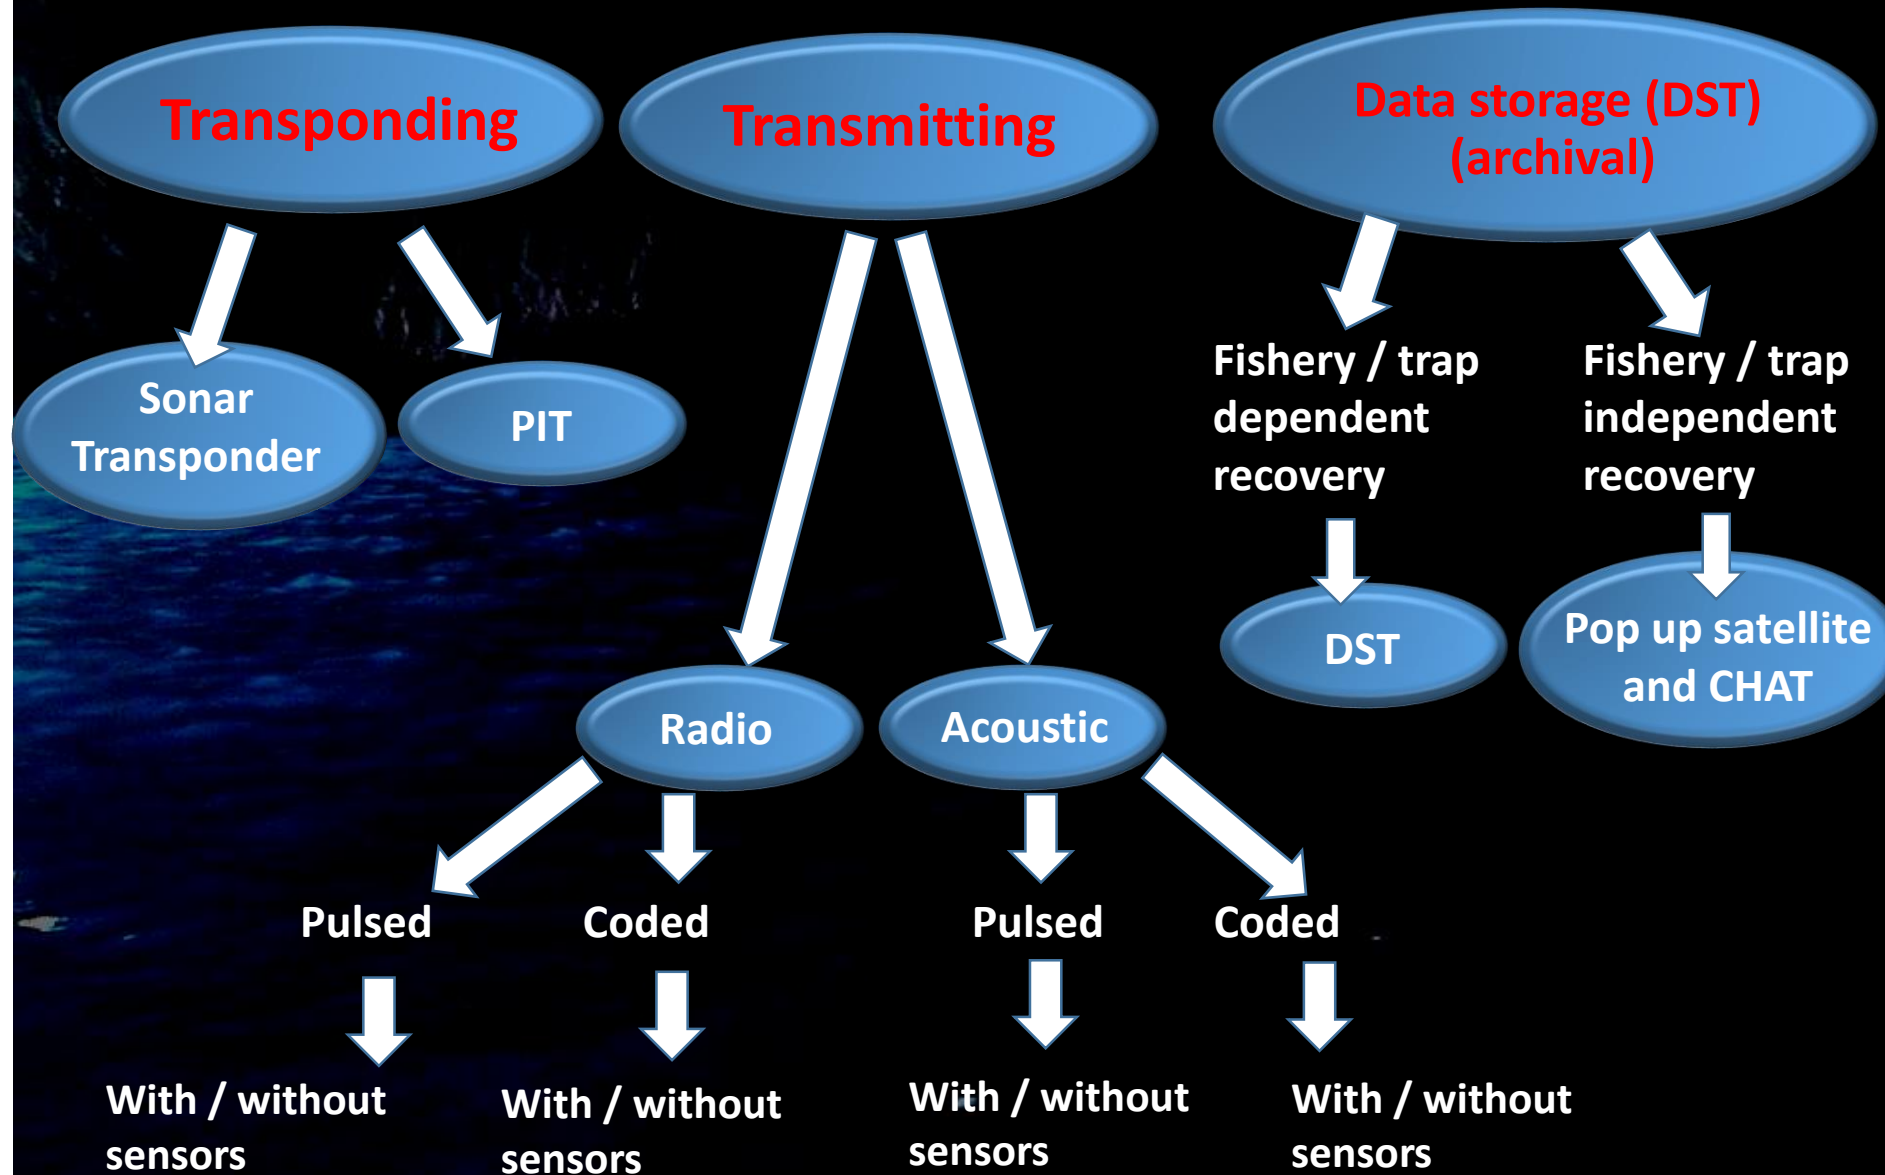 Transponding
Transmitting
Data storage (DST)
(archival)
Sonar
Transponder
PIT
Fishery / trap
dependent
recovery
Fishery / trap
independent
recovery
DST
Pop up satellite
and CHAT
Radio
Acoustic
Pulsed
Coded
Pulsed
Coded
With / without
sensors
With / without
sensors
With / without
sensors
With / without
sensors